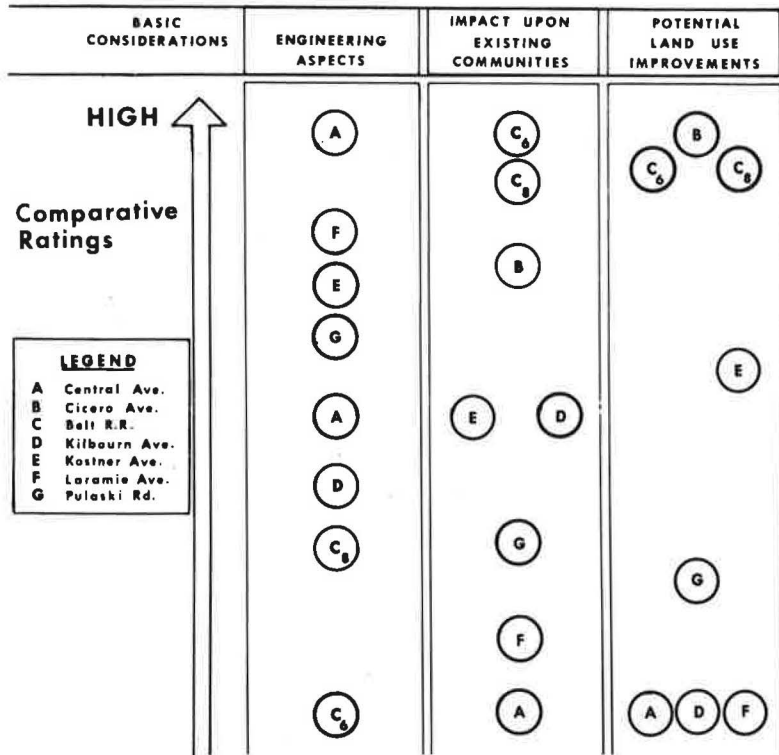 BASIC
CONSIDERATIONS
ENGINEERING
ASPECTS
IMPACT UPON
EXISTING
COMMUNITIES
POTENTIAL
LAND USE
IMPROVEMENTS
HIGH
Comparative
Ratings
LEGEND
A Central Ave.
B Cicero Ave.
C Belt R.R.
D Kilbourn Ave.
E Kostner Ave.
F Laramie Ave.
G Pulaski Rd.
A
F
E
G
A
D
C8
C6
C6
C8
B
E D
G
F
A
B
C6 C8
E
G
A D F